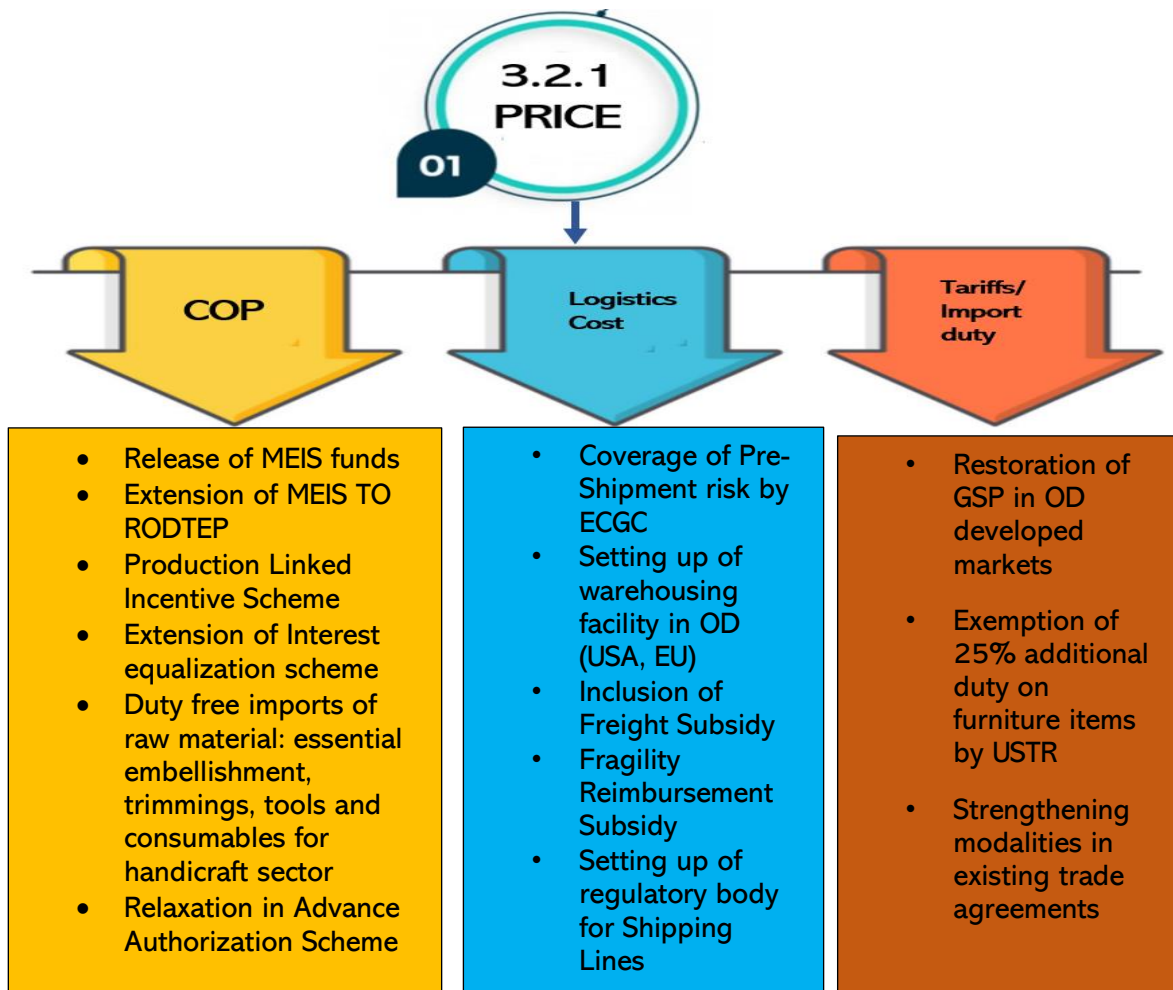 3.2.1
PRICE
01
COP
Logistics
Cost
Tariffs/
Import
duty
• Release of MEIS funds
• Extension of MEIS TO
RODTEP
• Production Linked
Incentive Scheme
• Extension of Interest
equalization scheme
• Duty free imports of
raw material: essential
embellishment,
trimmings, tools and
consumables for
handicraft sector
• Relaxation in Advance
Authorization Scheme
• Coverage of Pre-
Shipment risk by
ECGC
• Setting up of
warehousing
facility in OD
(USA, EU)
• Inclusion of
Freight Subsidy
• Fragility
Reimbursement
Subsidy
• Setting up of
regulatory body
for Shipping
Lines
• Restoration of
GSP in OD
developed
markets
• Exemption of
25% additional
duty on
furniture items
by USTR
• Strengthening
modalities in
existing trade
agreements